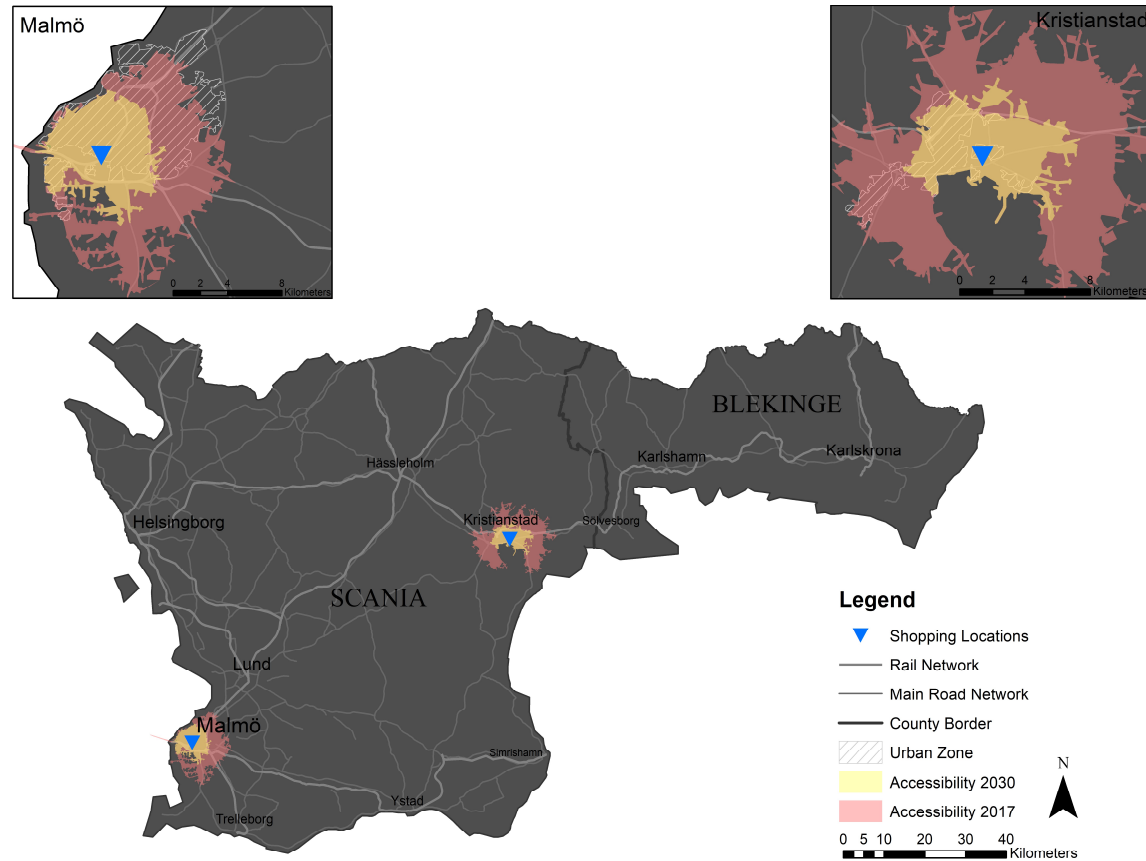 Malmö
Kristianstad
0 2 4 8
Kilometers
0 2 4 8
Kilometers
BLEKINGE
Karlskrona
Karlshamn
Hässleholm
Kristianstad
Sölvesborg
Helsingborg
SCANIA
Lund
Malmö
Simrishamn
Ystad
Trelleborg
Legend
Shopping Locations
Rail Network
Main Road Network
County Border
Urban Zone
Accessibility 2030
Accessibility 2017
N
0 5 10 20 30 40
Kilometers